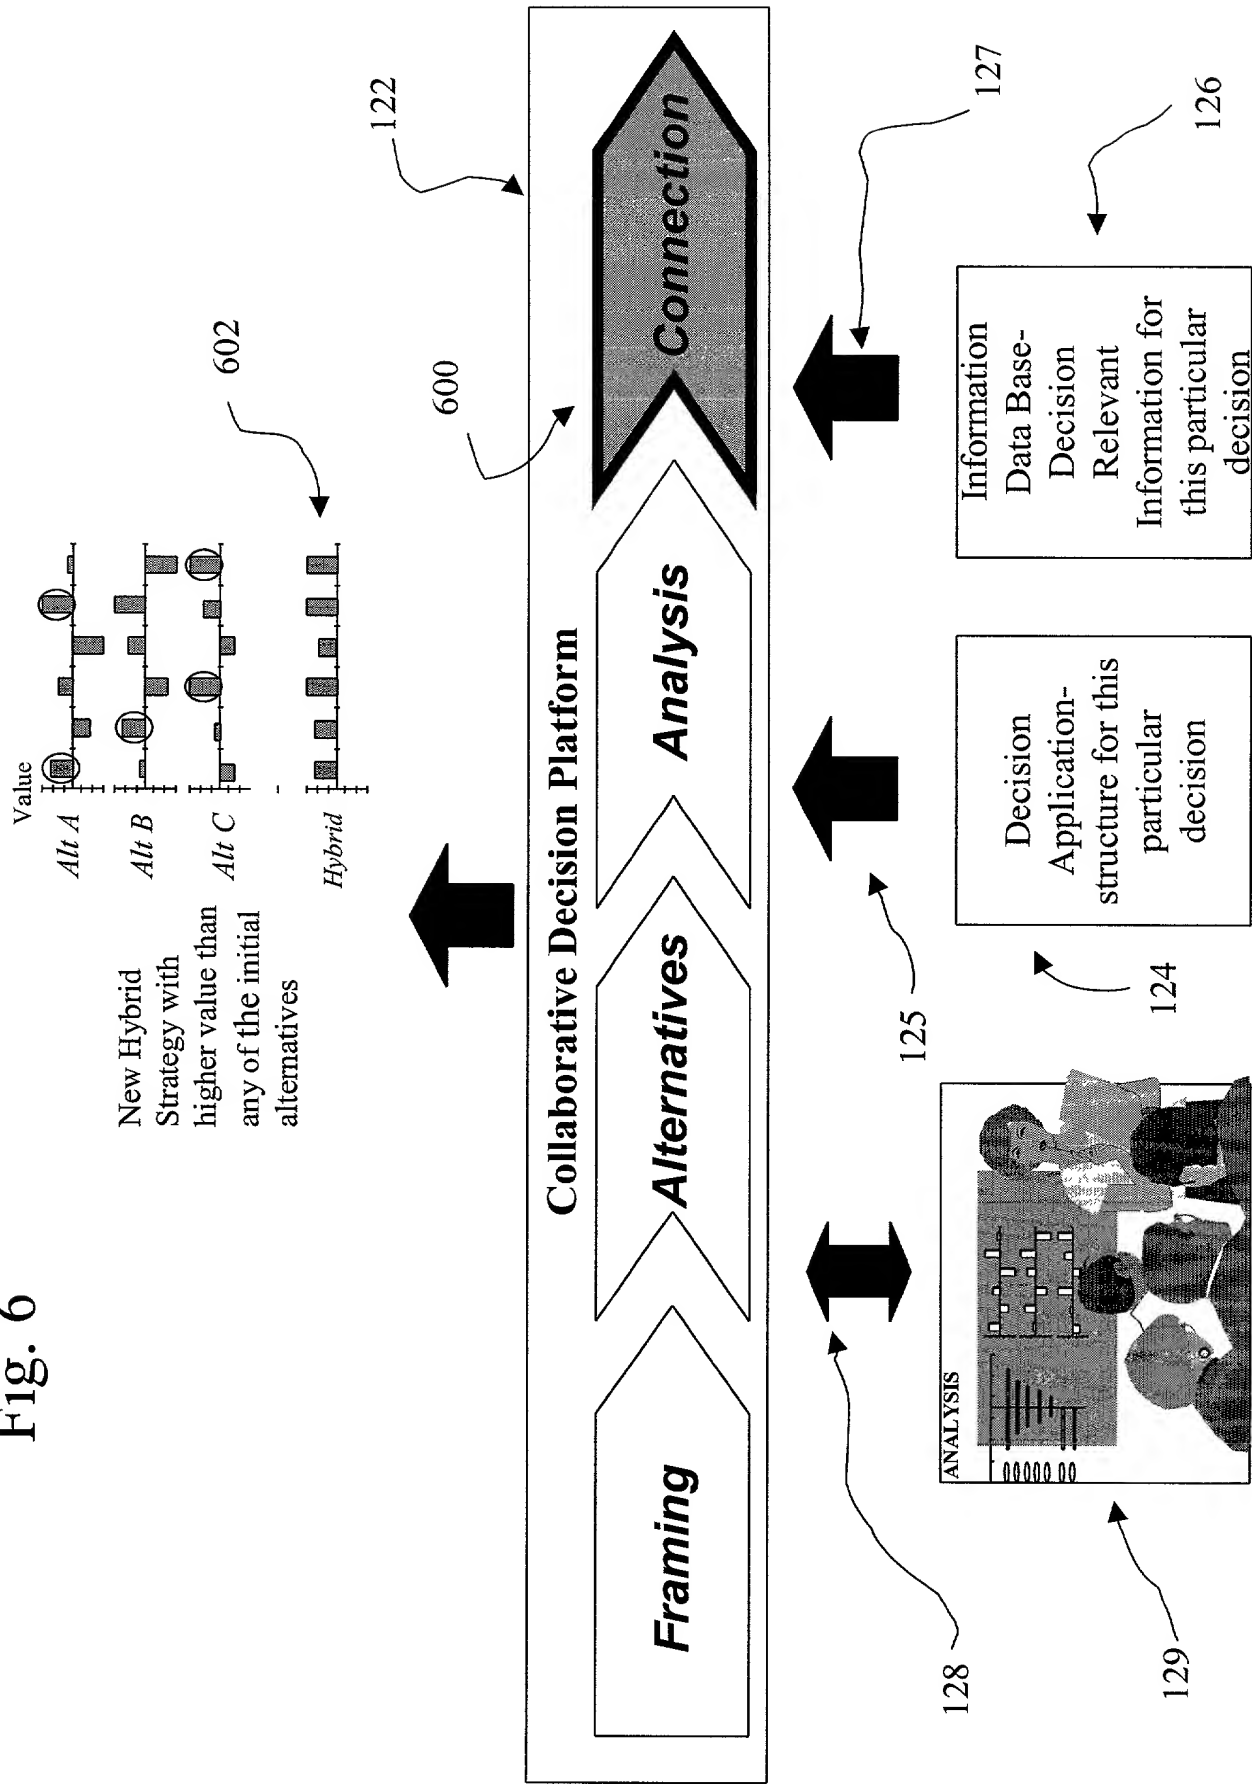 Fig. 6
Value
Alt A
Alt B
Alt C
Hybrid
New Hybrid
Strategy with
higher value than
any of the initial
alternatives
602
122
600
Collaborative Decision Platform
Framing
Alternatives
Analysis
Connection
128
125
127
ANALYSIS
129
Decision
Application-
structure for this
particular
decision
124
Information
Data Base-
Decision
Relevant
Information for
this particular
decision
126